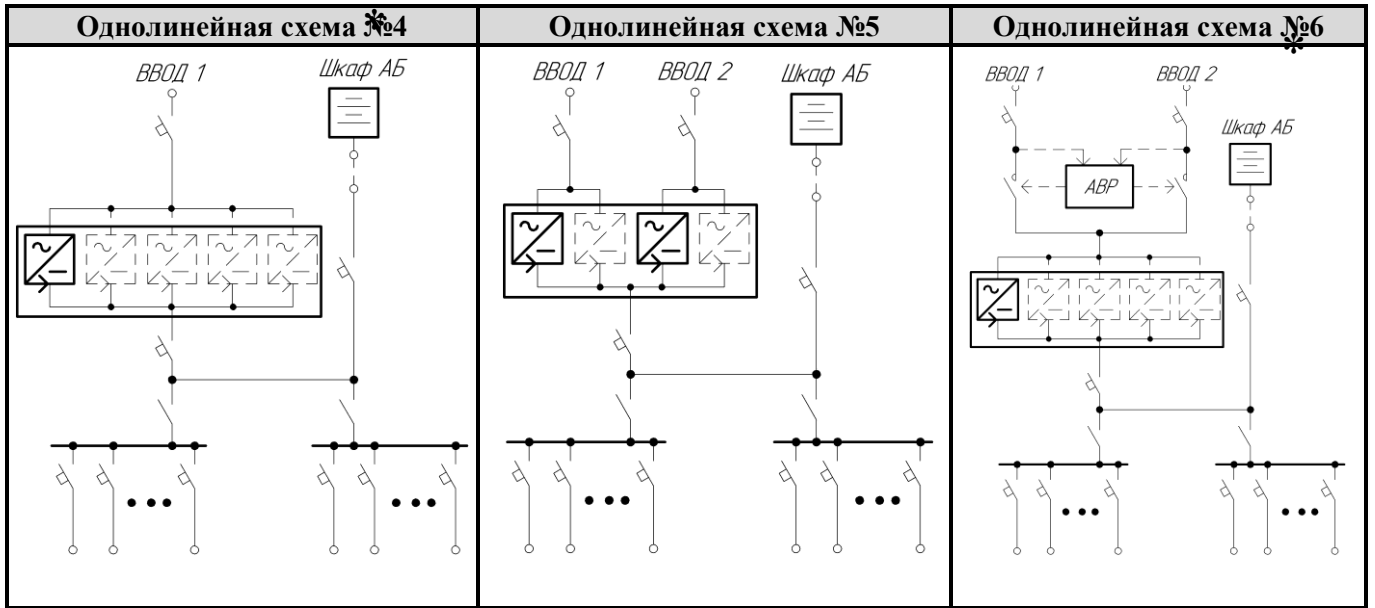 Однолинейная схема №4
Однолинейная схема №5
Однолинейная схема №6
ВВОД 1
Шкаф АБ
ВВОД 1
ВВОД 2
Шкаф АБ
ВВОД 1
ВВОД 2
Шкаф АБ
АВР